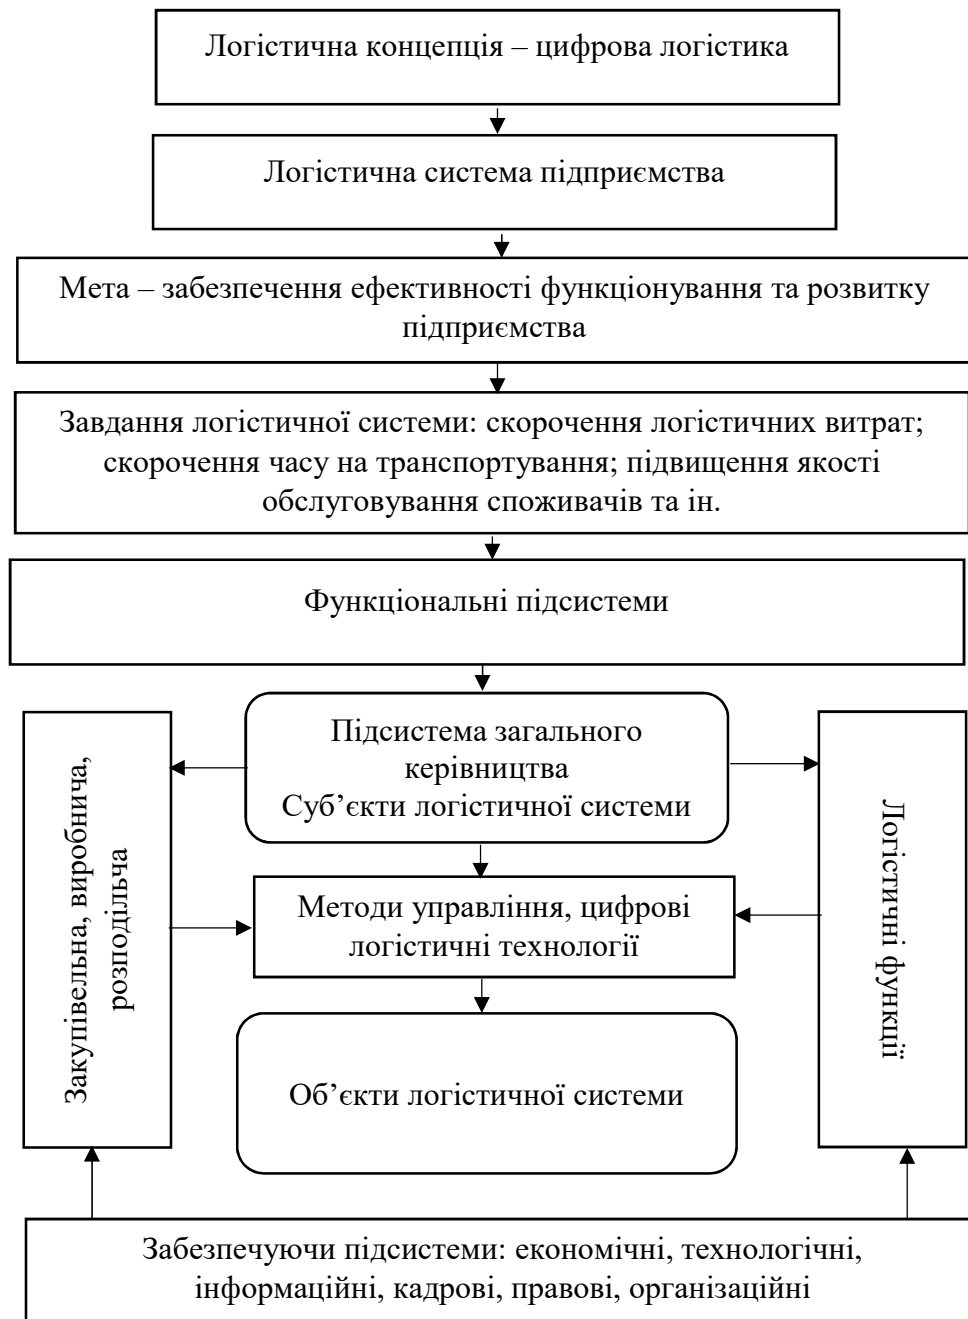 Логістична концепція – цифрова логістика
Логістична система підприємства
Мета – забезпечення ефективності функціонування та розвитку
підприємства
Завдання логістичної системи: скорочення логістичних витрат;
скорочення часу на транспортування; підвищення якості
обслуговування споживачів та ін.
Функціональні підсистеми
Закупівельна, виробнича,
розподільча
Підсистема загального
керівництва
Суб’єкти логістичної системи
Логістичні функції
Методи управління, цифрові
логістичні технології
Об’єкти логістичної системи
Забезпечуючи підсистеми: економічні, технологічні,
інформаційні, кадрові, правові, організаційні